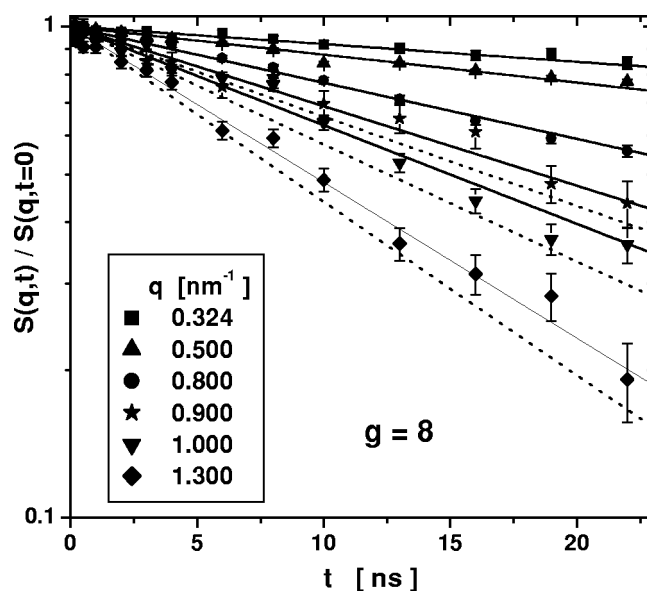 S(q,t) / S(q,t=0)
1
0.1
q [nm⁻¹]
0.324
0.500
0.800
0.900
1.000
1.300
g = 8
0 5 10 15 20
t [ ns ]